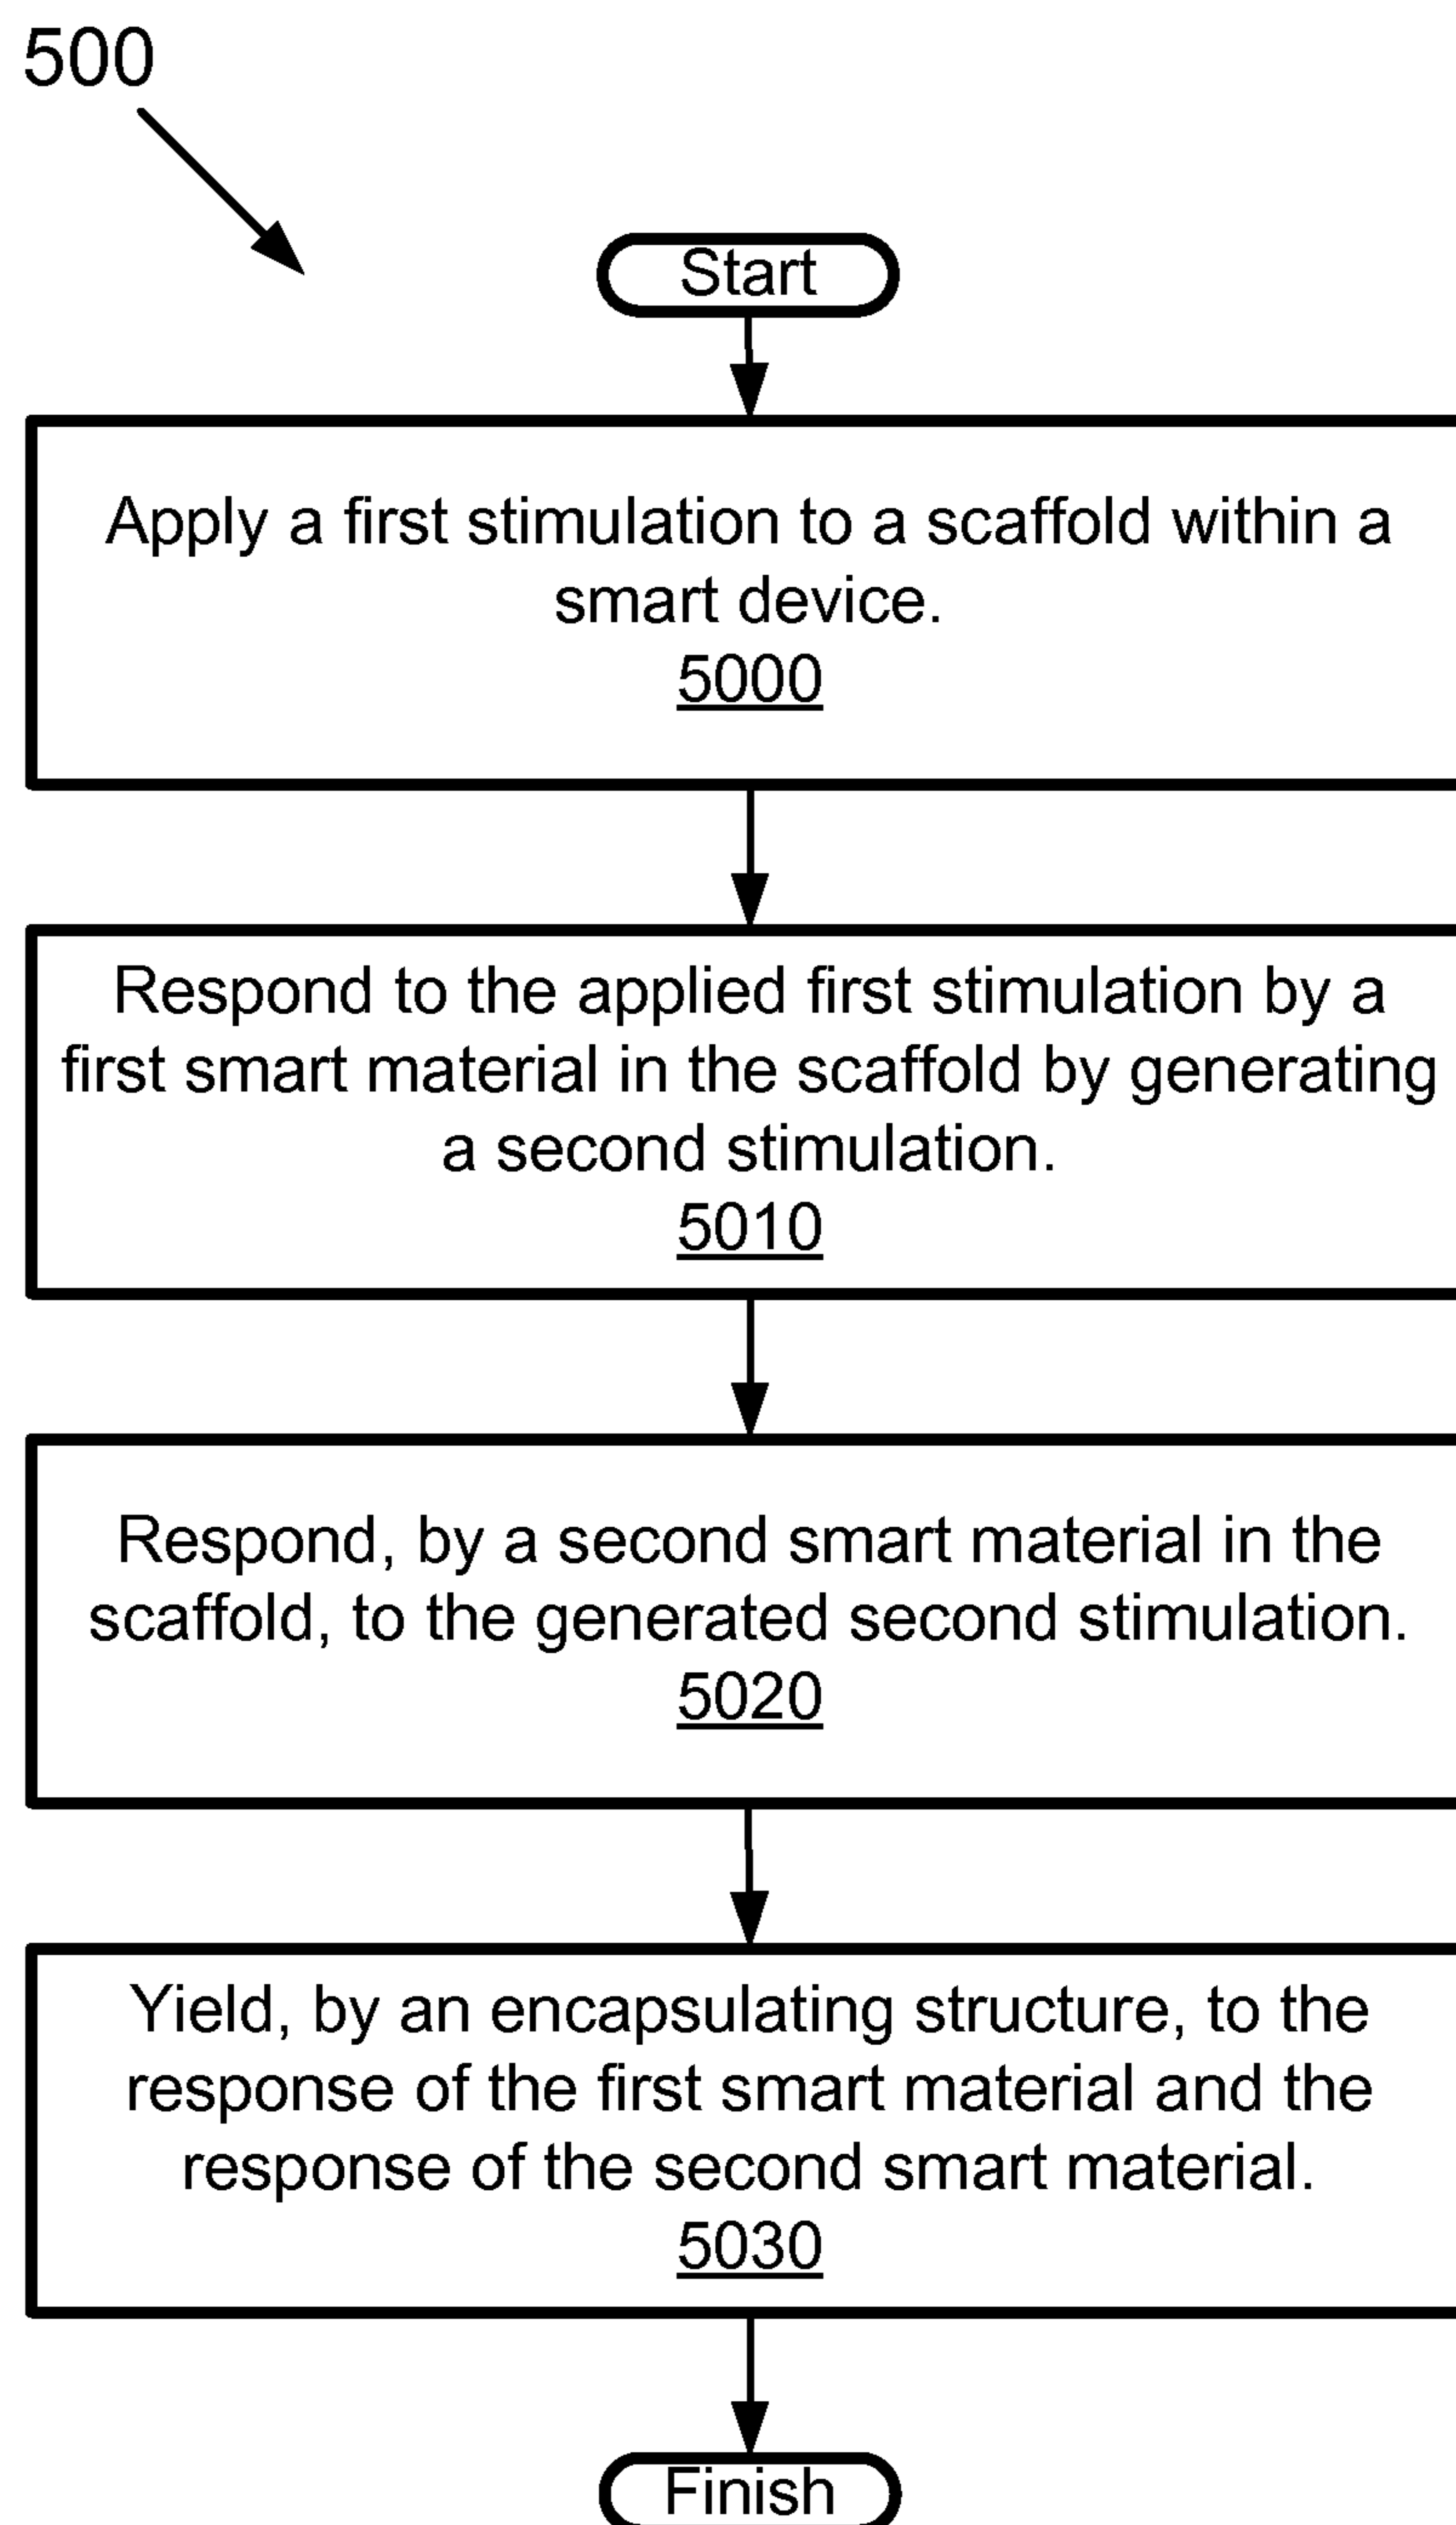 500
Start
Apply a first stimulation to a scaffold within a
smart device.
5000
Respond to the applied first stimulation by a
first smart material in the scaffold by generating
a second stimulation.
5010
Respond, by a second smart material in the
scaffold, to the generated second stimulation.
5020
Yield, by an encapsulating structure, to the
response of the first smart material and the
response of the second smart material.
5030
Finish